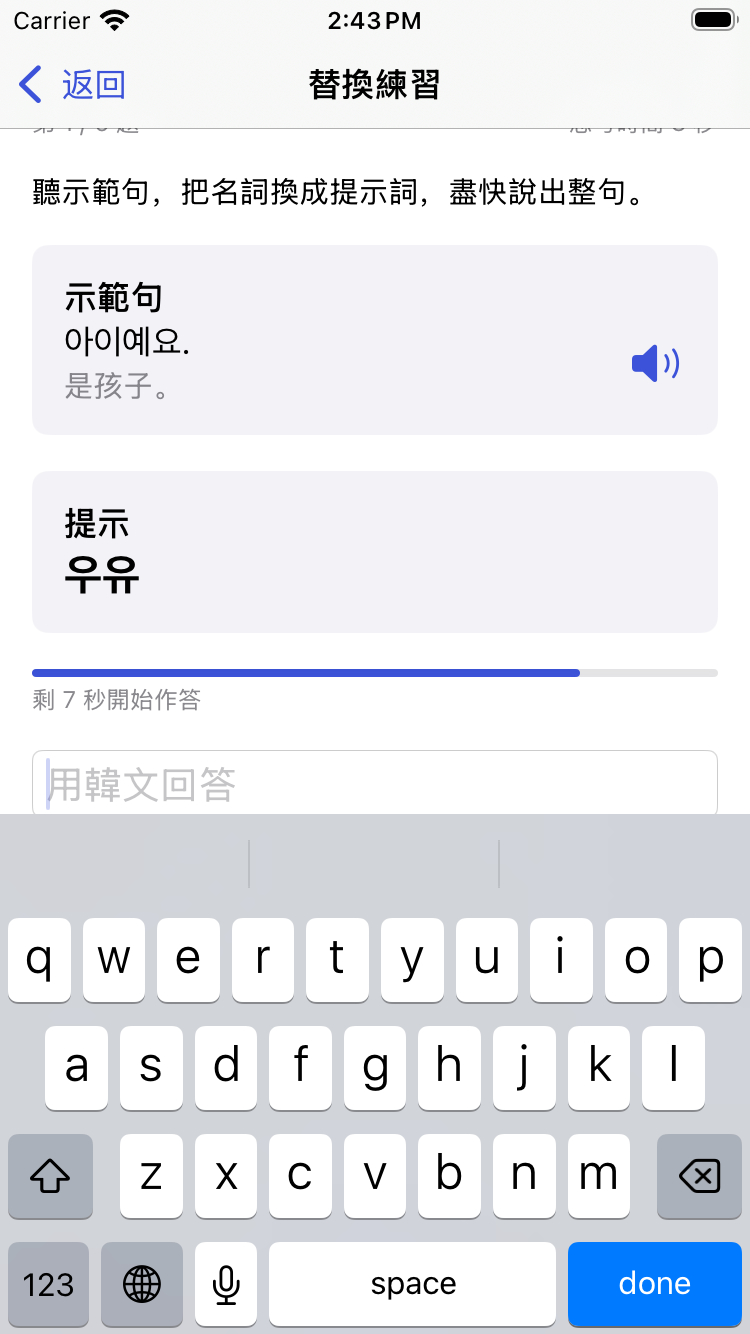 Carrier 2:43 PM
返回 替換練習
聽示範句，把名詞換成提示詞，盡快說出整句。
示範句
아이예요.
是孩子。
提示
우유
剩 7 秒開始作答
用韓文回答
q w e r t y u i o p
a s d f g h j k l
z x c v b n m
123 space done